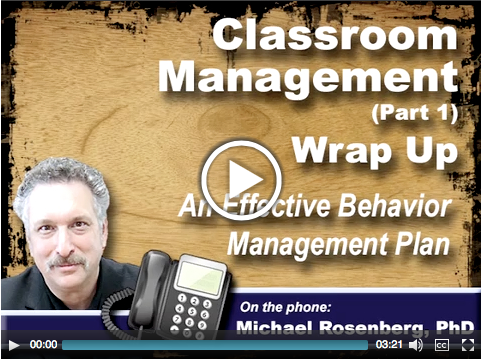 Classroom
Management
(Part 1)
Wrap Up
An Effective Behavior
Management Plan
On the phone:
Michael Rosenberg, PhD
00:00 03:21 CC